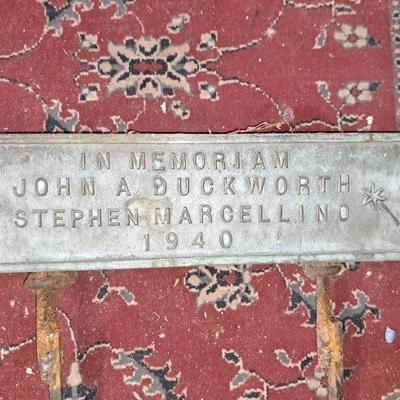 IN MEMORIAM
JOHN A. DUCKWORTH
STEPHEN MARCELLINO
1940